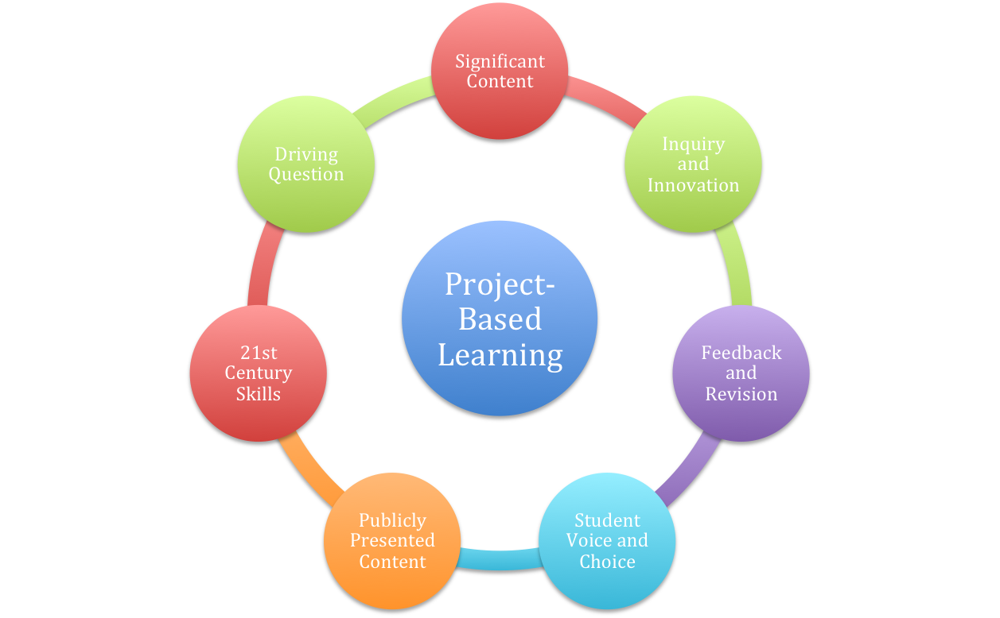 Significant
Content
Inquiry
and
Innovation
Feedback
and
Revision
Student
Voice and
Choice
Publicly
Presented
Content
21st
Century
Skills
Driving
Question
Project-
Based
Learning